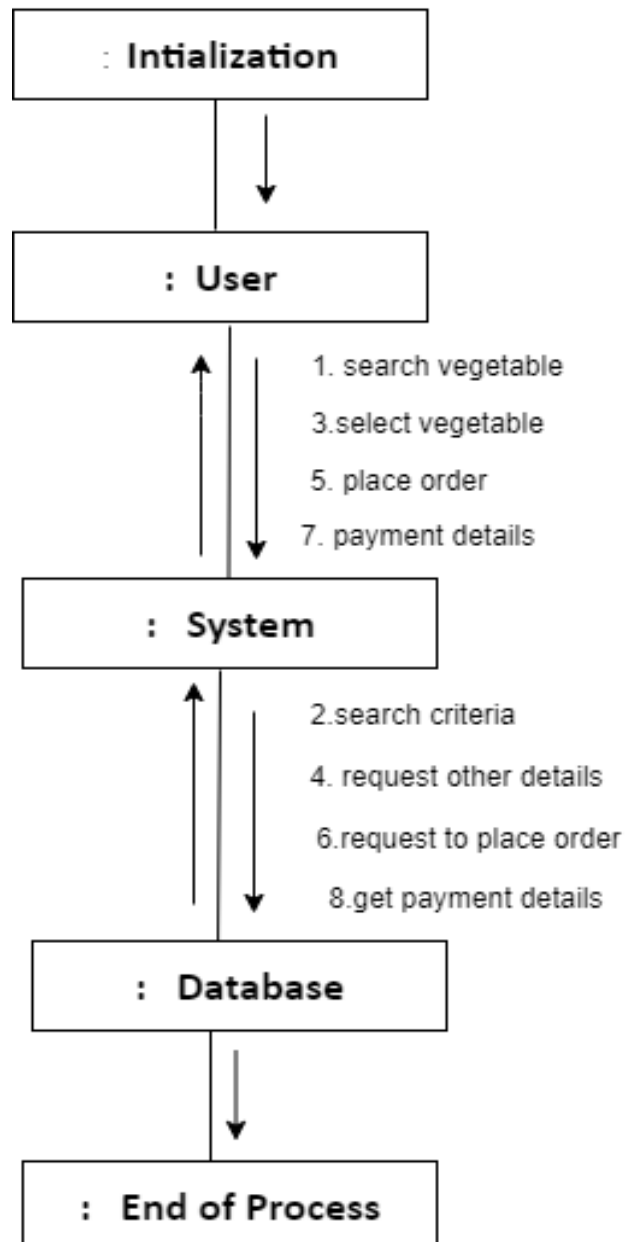 : Intialization
: User
1. search vegetable
3.select vegetable
5. place order
7. payment details
: System
2.search criteria
4. request other details
6.request to place order
8.get payment details
: Database
: End of Process